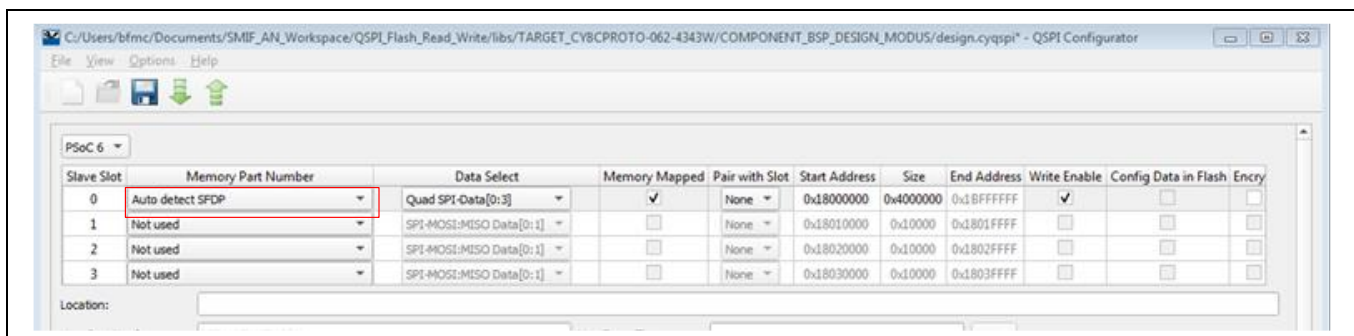 C:/Users/bfmc/Documents/SMIF_AN_Workspace/QSPI_Flash_Read_Write/libs/TARGET_CY8CPROTO-062-4343W/COMPONENT_BSP_DESIGN_MODUS/design.cyqspi* - QSPI Configurator
File View Options Help
PSoC 6
Slave Slot Memory Part Number Data Select Memory Mapped Pair with Slot Start Address Size End Address Write Enable Config Data in Flash Encry
0 Auto detect SFDP Quad SPI-Data[0:3] None 0x18000000 0x4000000 0x1BFFFFFF
1 Not used SPI-MOSI:MISO Data[0:1] None 0x18010000 0x10000 0x1801FFFF
2 Not used SPI-MOSI:MISO Data[0:1] None 0x18020000 0x10000 0x1802FFFF
3 Not used SPI-MOSI:MISO Data[0:1] None 0x18030000 0x10000 0x1803FFFF
Location: